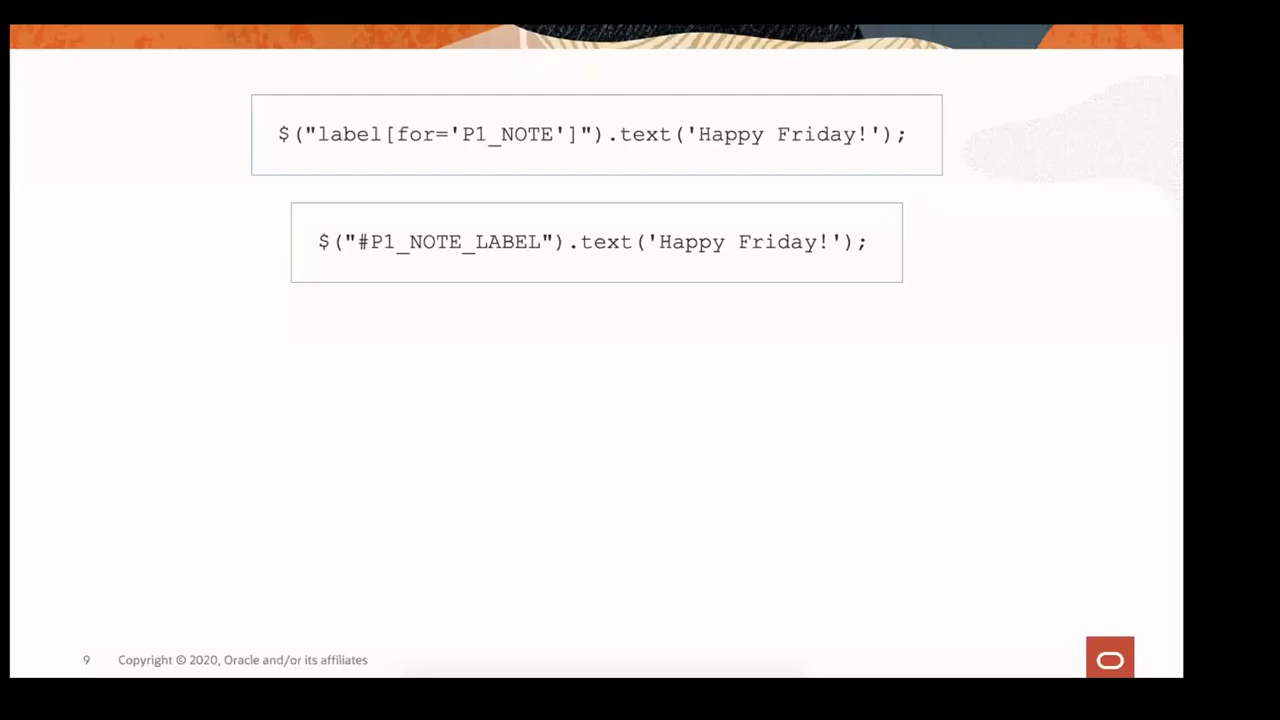 $("label[for='P1_NOTE']").text('Happy Friday!');
$("#P1_NOTE_LABEL").text('Happy Friday!');
9 Copyright © 2020, Oracle and/or its affiliates